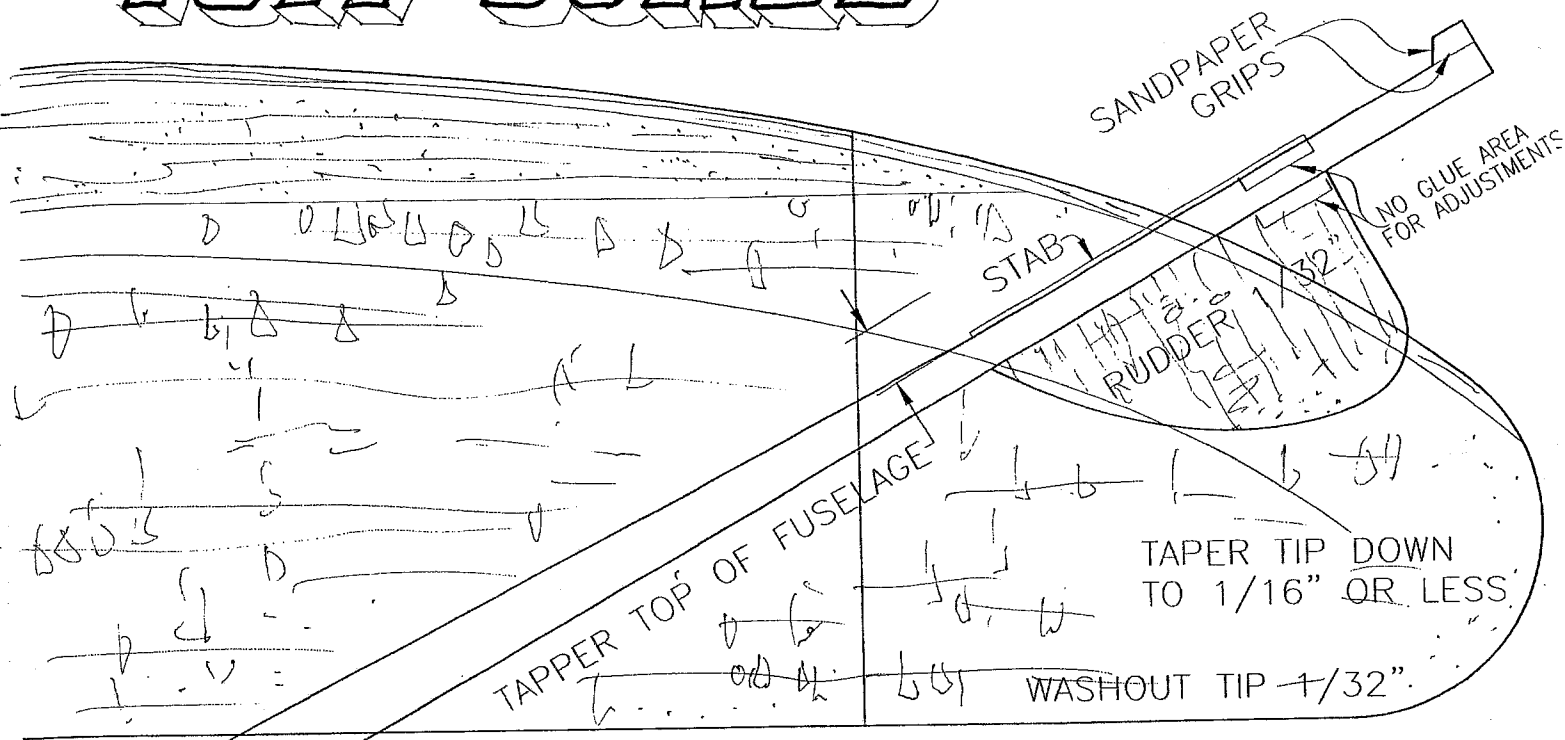 SANDPAPER
GRIPS
NO GLUE AREA
FOR ADJUSTMENTS
STAB
RUDDER 1/32"
TAPPER TOP OF FUSELAGE
TAPER TIP DOWN
TO 1/16" OR LESS
WASHOUT TIP 1/32"